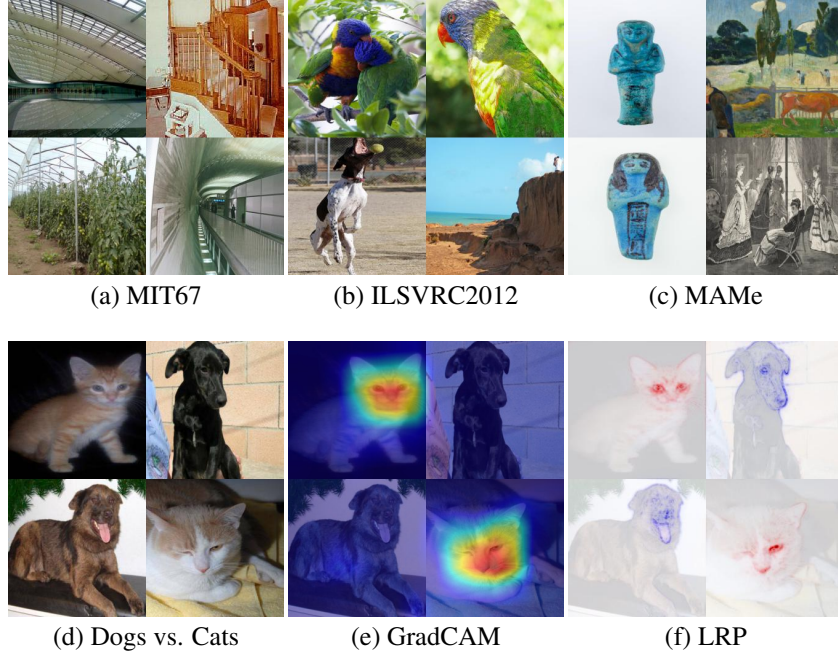 (a) MIT67
(b) ILSVRC2012
(c) MAMe
(d) Dogs vs. Cats
(e) GradCAM
(f) LRP